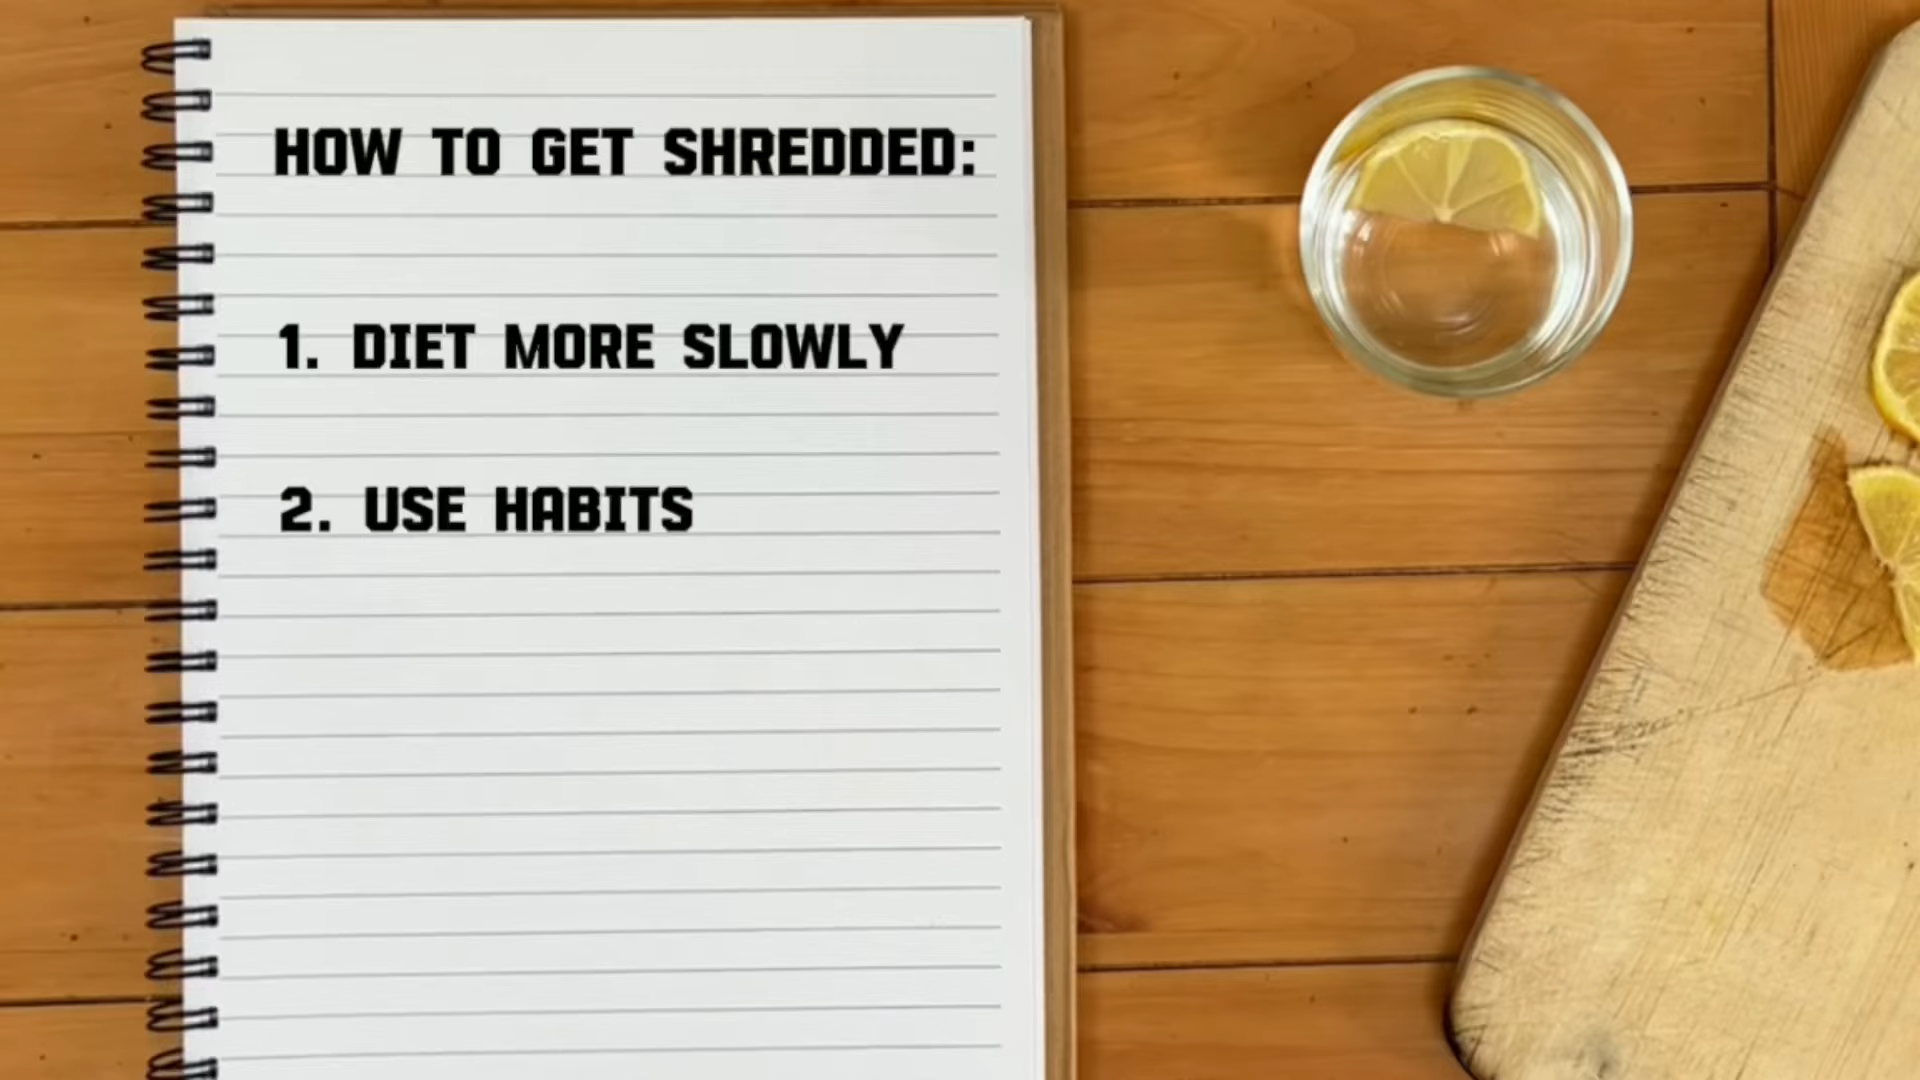 HOW TO GET SHREDDED:
1. DIET MORE SLOWLY
2. USE HABITS